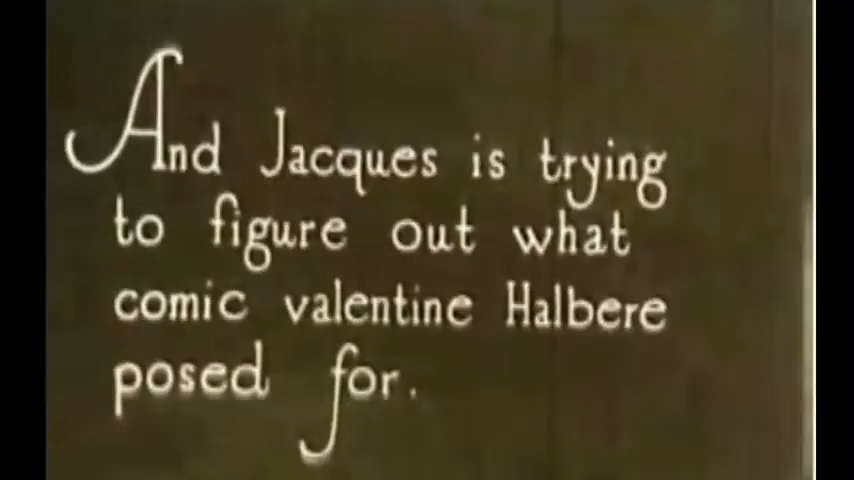 And Jacques is trying
to figure out what
comic valentine Halbere
posed for.